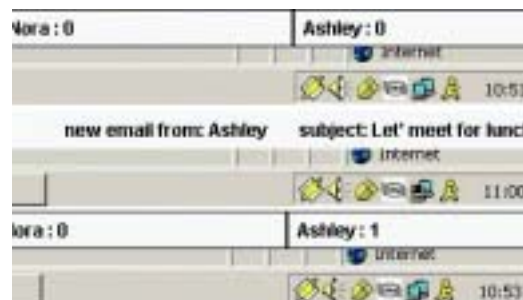 Nora : 0 Ashley : 0
Internet
10:51
new email from: Ashley subject: Let' meet for lunc
Internet
11:00
ora : 0 Ashley : 1
Internet
10:53